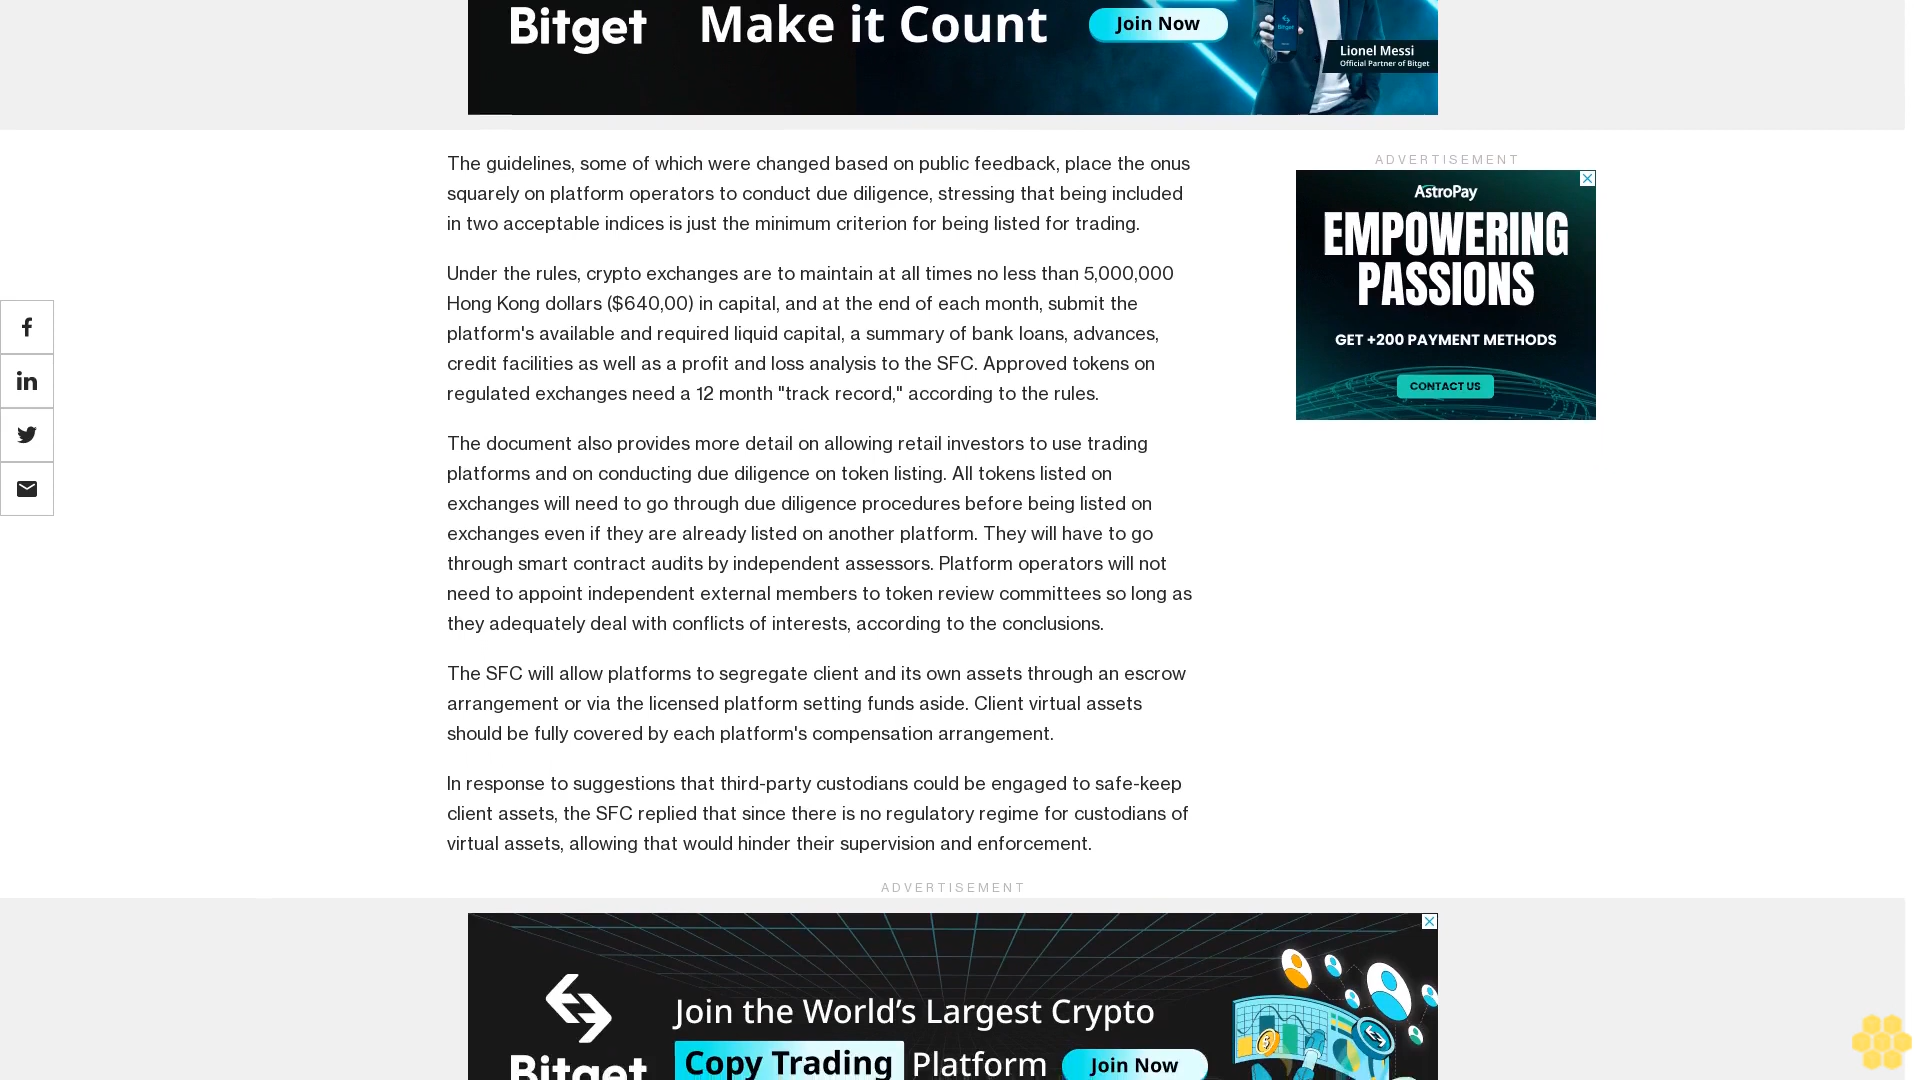 Bitget
Make it Count
Join Now
Lionel Messi
Official Partner of Bitget
The guidelines, some of which were changed based on public feedback, place the onus
squarely on platform operators to conduct due diligence, stressing that being included
in two acceptable indices is just the minimum criterion for being listed for trading.
Under the rules, crypto exchanges are to maintain at all times no less than 5,000,000
Hong Kong dollars ($640,00) in capital, and at the end of each month, submit the
platform's available and required liquid capital, a summary of bank loans, advances,
credit facilities as well as a profit and loss analysis to the SFC. Approved tokens on
regulated exchanges need a 12 month "track record," according to the rules.
The document also provides more detail on allowing retail investors to use trading
platforms and on conducting due diligence on token listing. All tokens listed on
exchanges will need to go through due diligence procedures before being listed on
exchanges even if they are already listed on another platform. They will have to go
through smart contract audits by independent assessors. Platform operators will not
need to appoint independent external members to token review committees so long as
they adequately deal with conflicts of interests, according to the conclusions.
The SFC will allow platforms to segregate client and its own assets through an escrow
arrangement or via the licensed platform setting funds aside. Client virtual assets
should be fully covered by each platform's compensation arrangement.
In response to suggestions that third-party custodians could be engaged to safe-keep
client assets, the SFC replied that since there is no regulatory regime for custodians of
virtual assets, allowing that would hinder their supervision and enforcement.
ADVERTISEMENT
AstroPay
EMPOWERING
PASSIONS
GET +200 PAYMENT METHODS
CONTACT US
ADVERTISEMENT
Join the World's Largest Crypto
Copy Trading Platform
Join Now
Bitget